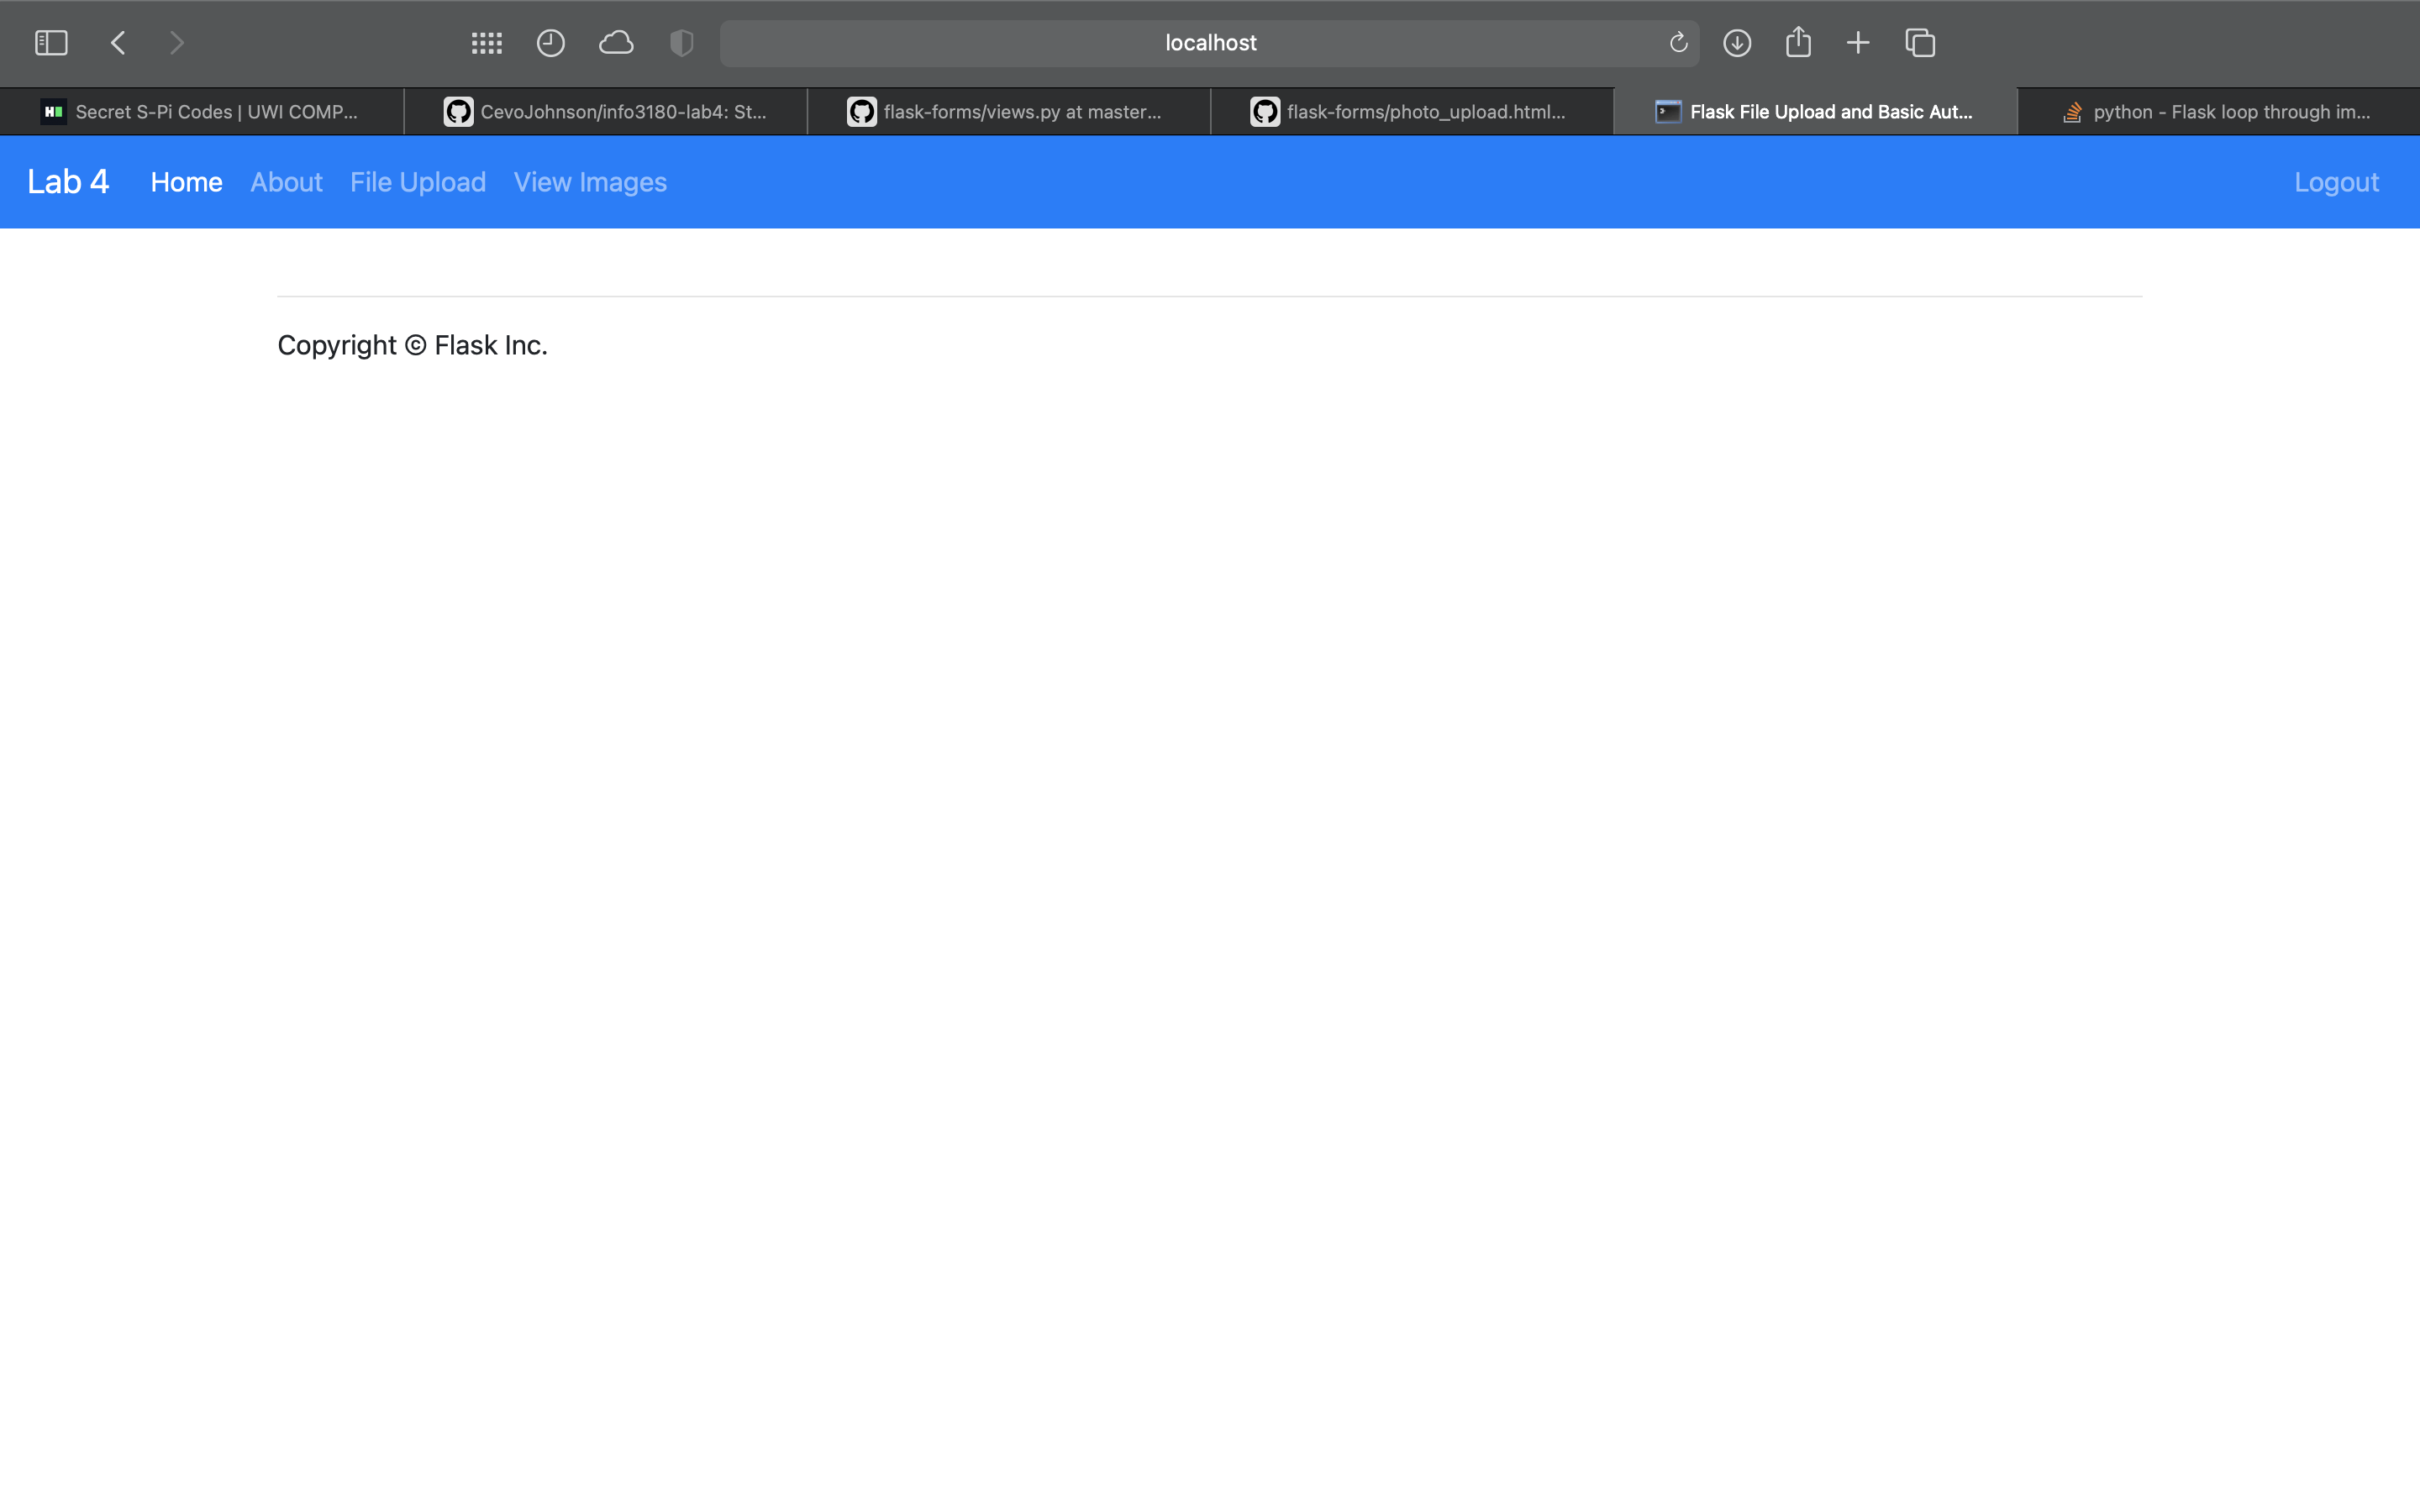 localhost
Secret S-Pi Codes | UWI COMP...
CevoJohnson/info3180-lab4: St...
flask-forms/views.py at master...
flask-forms/photo_upload.html...
Flask File Upload and Basic Aut...
python - Flask loop through im...
Lab 4 Home About File Upload View Images Logout
Copyright © Flask Inc.